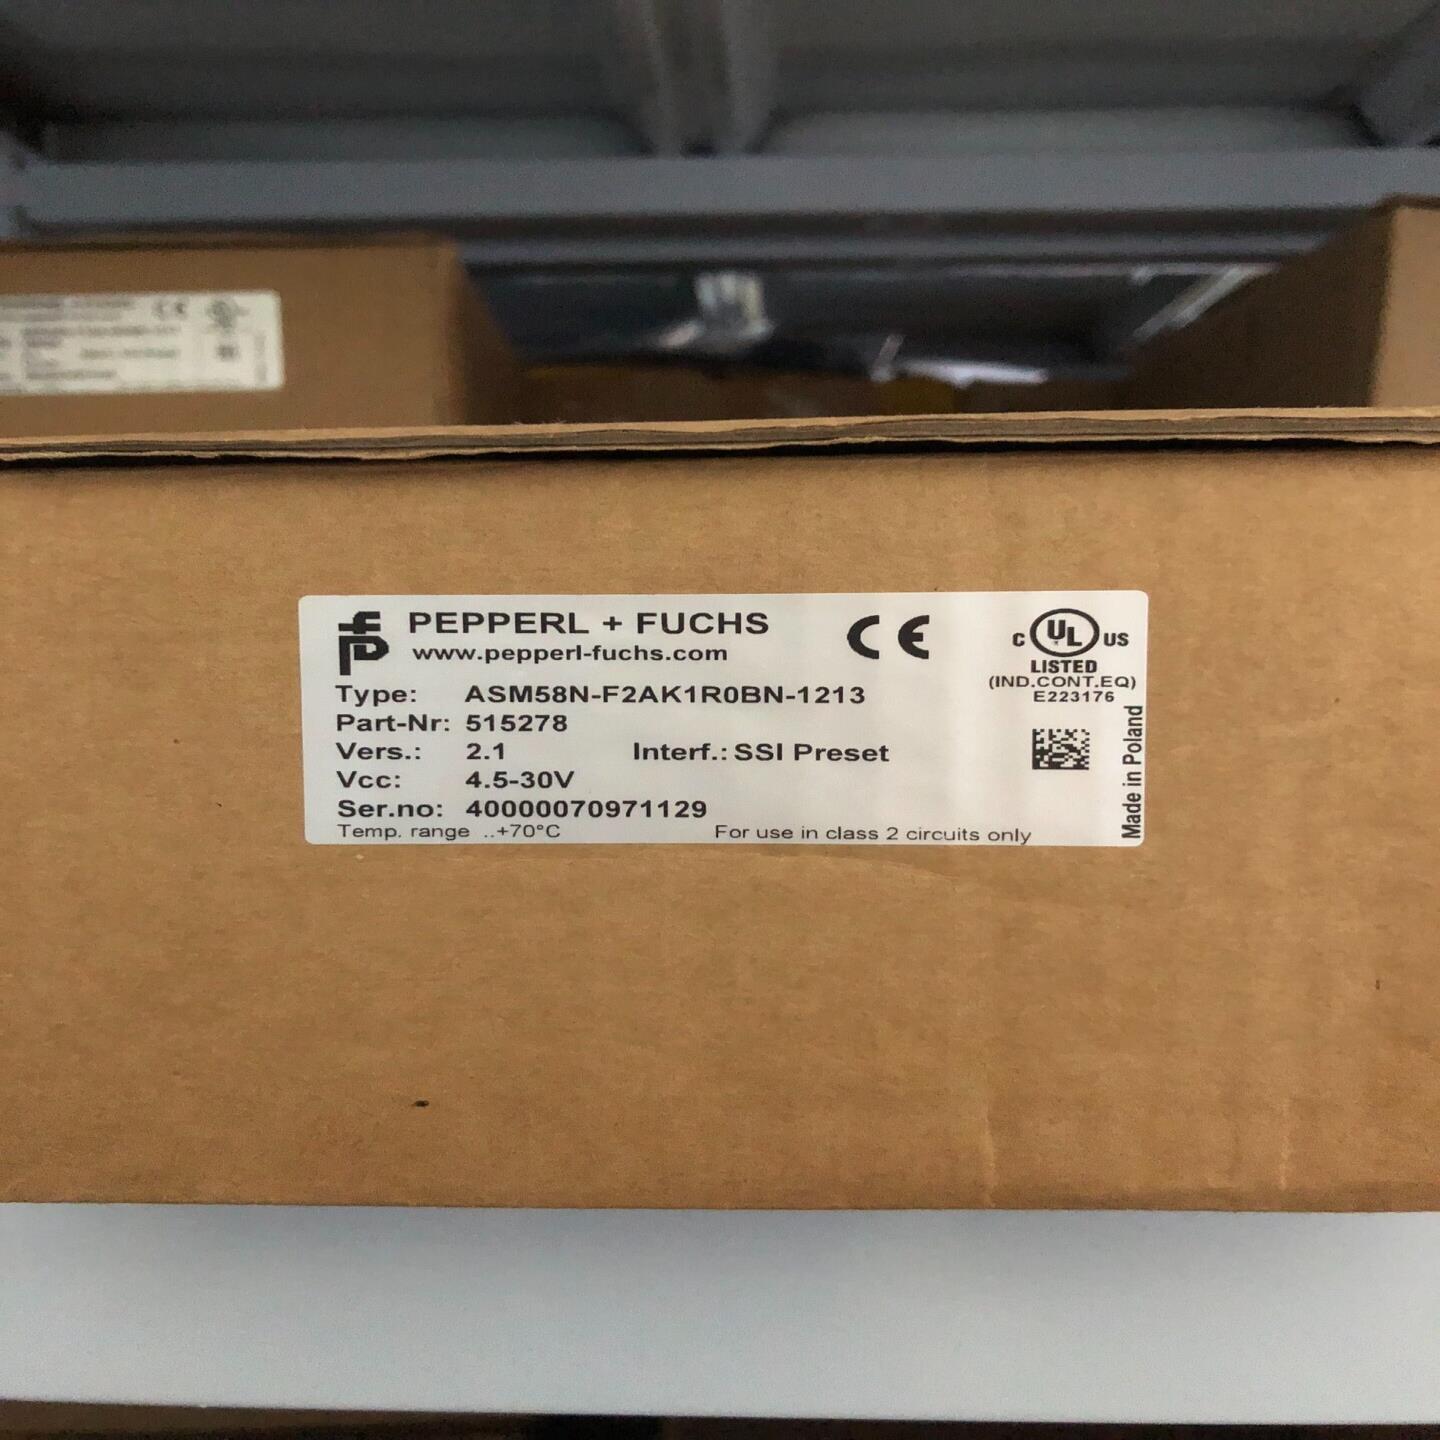 PEPPERL + FUCHS
www.pepperl-fuchs.com
CE
C UL US
LISTED
(IND.CONT.EQ)
E223176
Type: ASM58N-F2AK1R0BN-1213
Part-Nr: 515278
Vers.: 2.1 Interf.: SSI Preset
Vcc: 4.5-30V
Ser.no: 40000070971129
Temp. range ..+70°C For use in class 2 circuits only
Made in Poland
CE